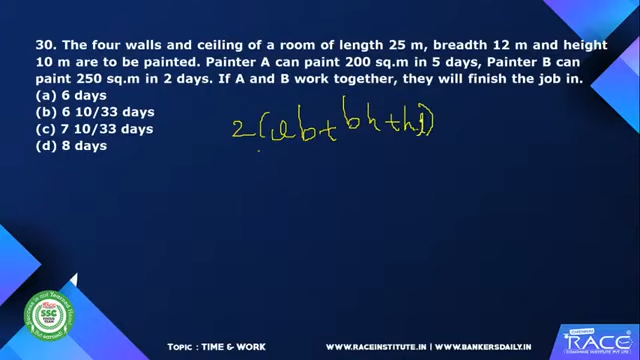 30. The four walls and ceiling of a room of length 25 m, breadth 12 m and height
10 m are to be painted. Painter A can paint 200 sq.m in 5 days, Painter B can
paint 250 sq.m in 2 days. If A and B work together, they will finish the job in.
(a) 6 days
(b) 6 10/33 days
(c) 7 10/33 days
(d) 8 days
2(lb+bh+hl)
SSC
TOPIC : TIME & WORK
WWW.RACEINSTITUTE.IN | WWW.BANKERSDAILY.IN
RACE